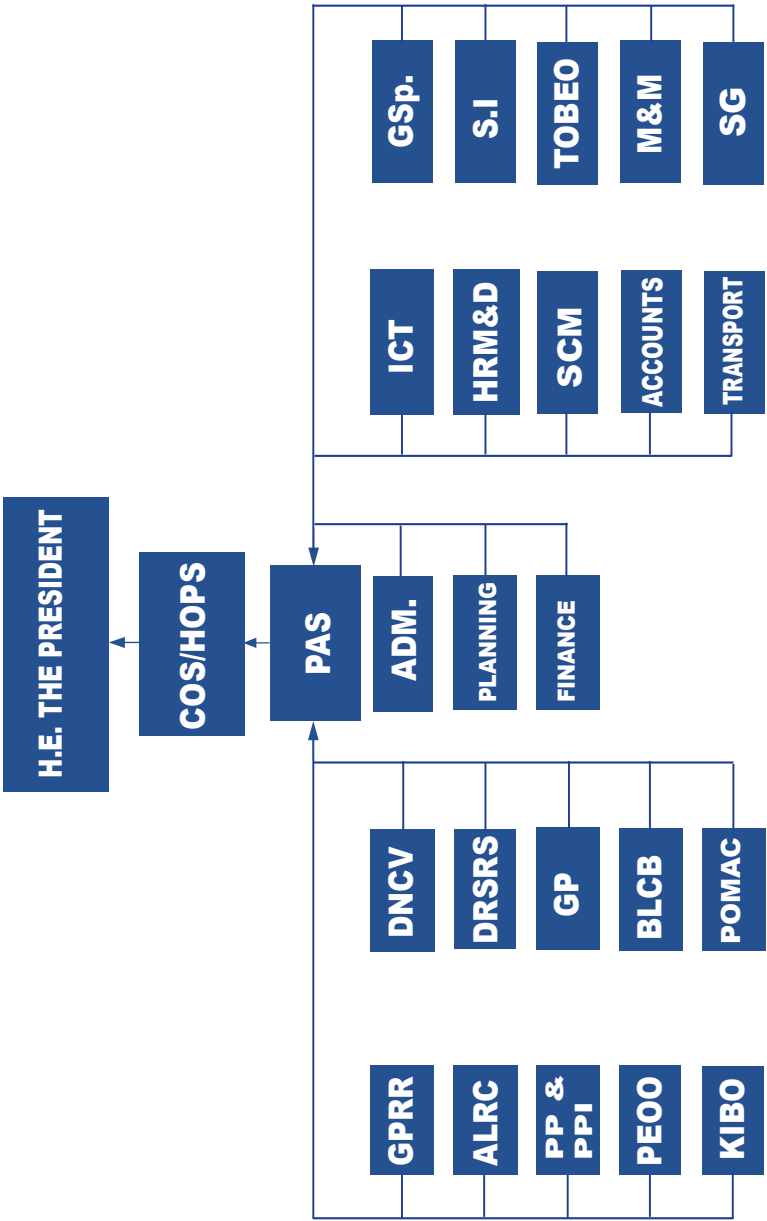 H.E. THE PRESIDENT
COS/HOPS
PAS
GPRR
ALRC
PP &
PPI
PEOO
KIBO
DNCV
DRSRS
GP
BLCB
POMAC
ADM.
PLANNING
FINANCE
ICT
HRM&D
SCM
ACCOUNTS
TRANSPORT
GSp.
S.I
TOBEO
M&M
SG